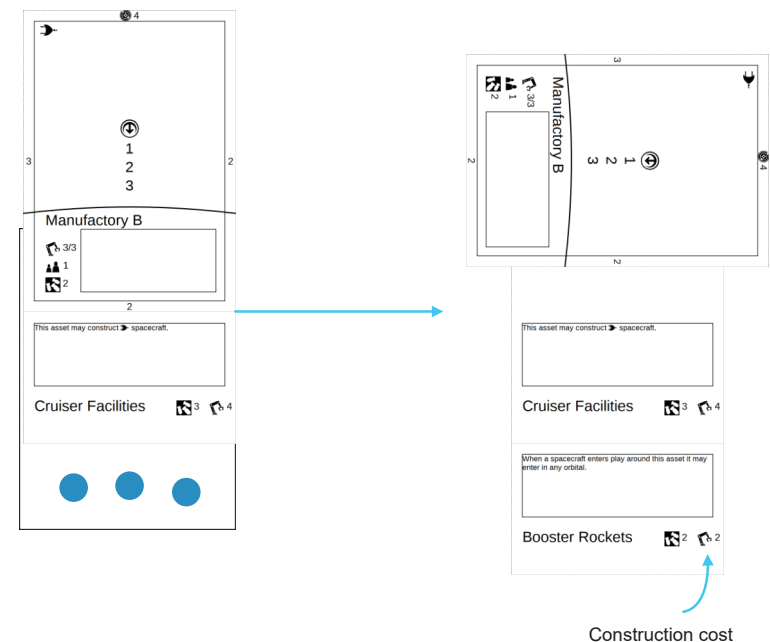 4
1
2
3
3
2
Manufactory B
3/3
1
2
2
This asset may construct spacecraft.
Cruiser Facilities 3 4
3
Manufactory B
3/3
1
2
1
2
3
4
2
2
This asset may construct spacecraft.
Cruiser Facilities 3 4
When a spacecraft enters play around this asset it may
enter in any orbital.
Booster Rockets 2 2
Construction cost